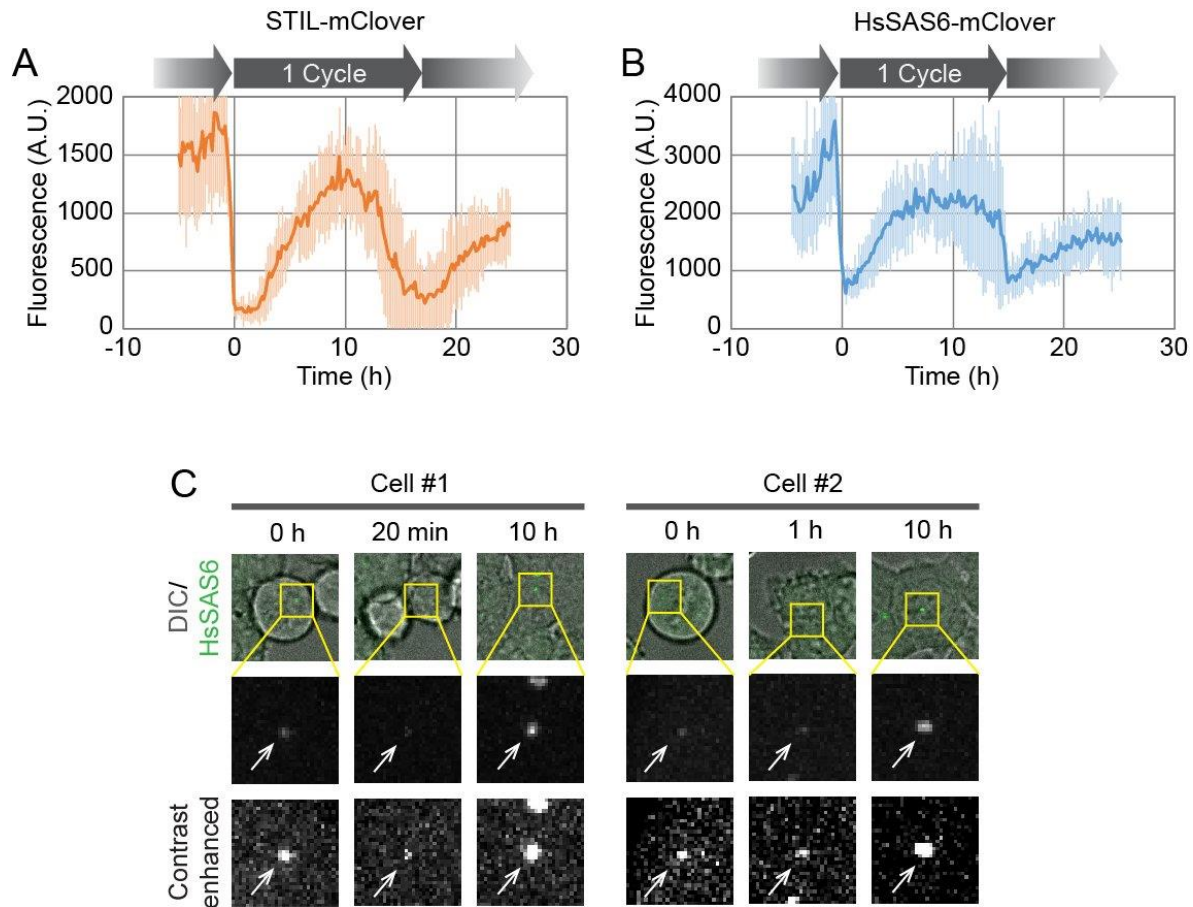 STIL-mClover
HsSAS6-mClover
A
1 Cycle
Fluorescence (A.U.)
2000
1500
1000
500
0
-10
0
10
20
30
Time (h)
B
1 Cycle
Fluorescence (A.U.)
4000
3000
2000
1000
0
-10
0
10
20
30
Time (h)
C
Cell #1
Cell #2
0 h
20 min
10 h
0 h
1 h
10 h
DIC/
HsSAS6
Contrast
enhanced